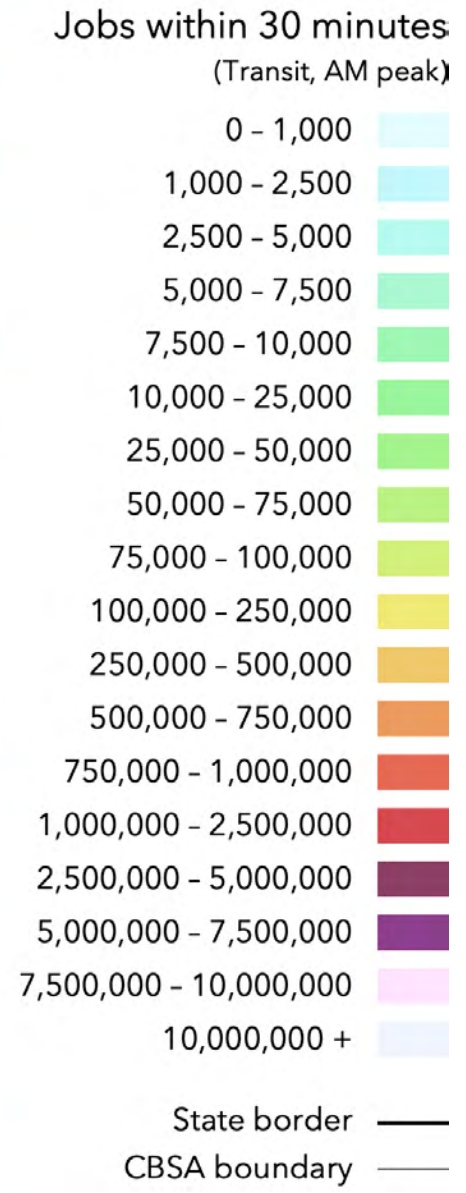 Jobs within 30 minutes
(Transit, AM peak)
0 – 1,000
1,000 – 2,500
2,500 – 5,000
5,000 – 7,500
7,500 – 10,000
10,000 – 25,000
25,000 – 50,000
50,000 – 75,000
75,000 – 100,000
100,000 – 250,000
250,000 – 500,000
500,000 – 750,000
750,000 – 1,000,000
1,000,000 – 2,500,000
2,500,000 – 5,000,000
5,000,000 – 7,500,000
7,500,000 – 10,000,000
10,000,000 +
State border
CBSA boundary